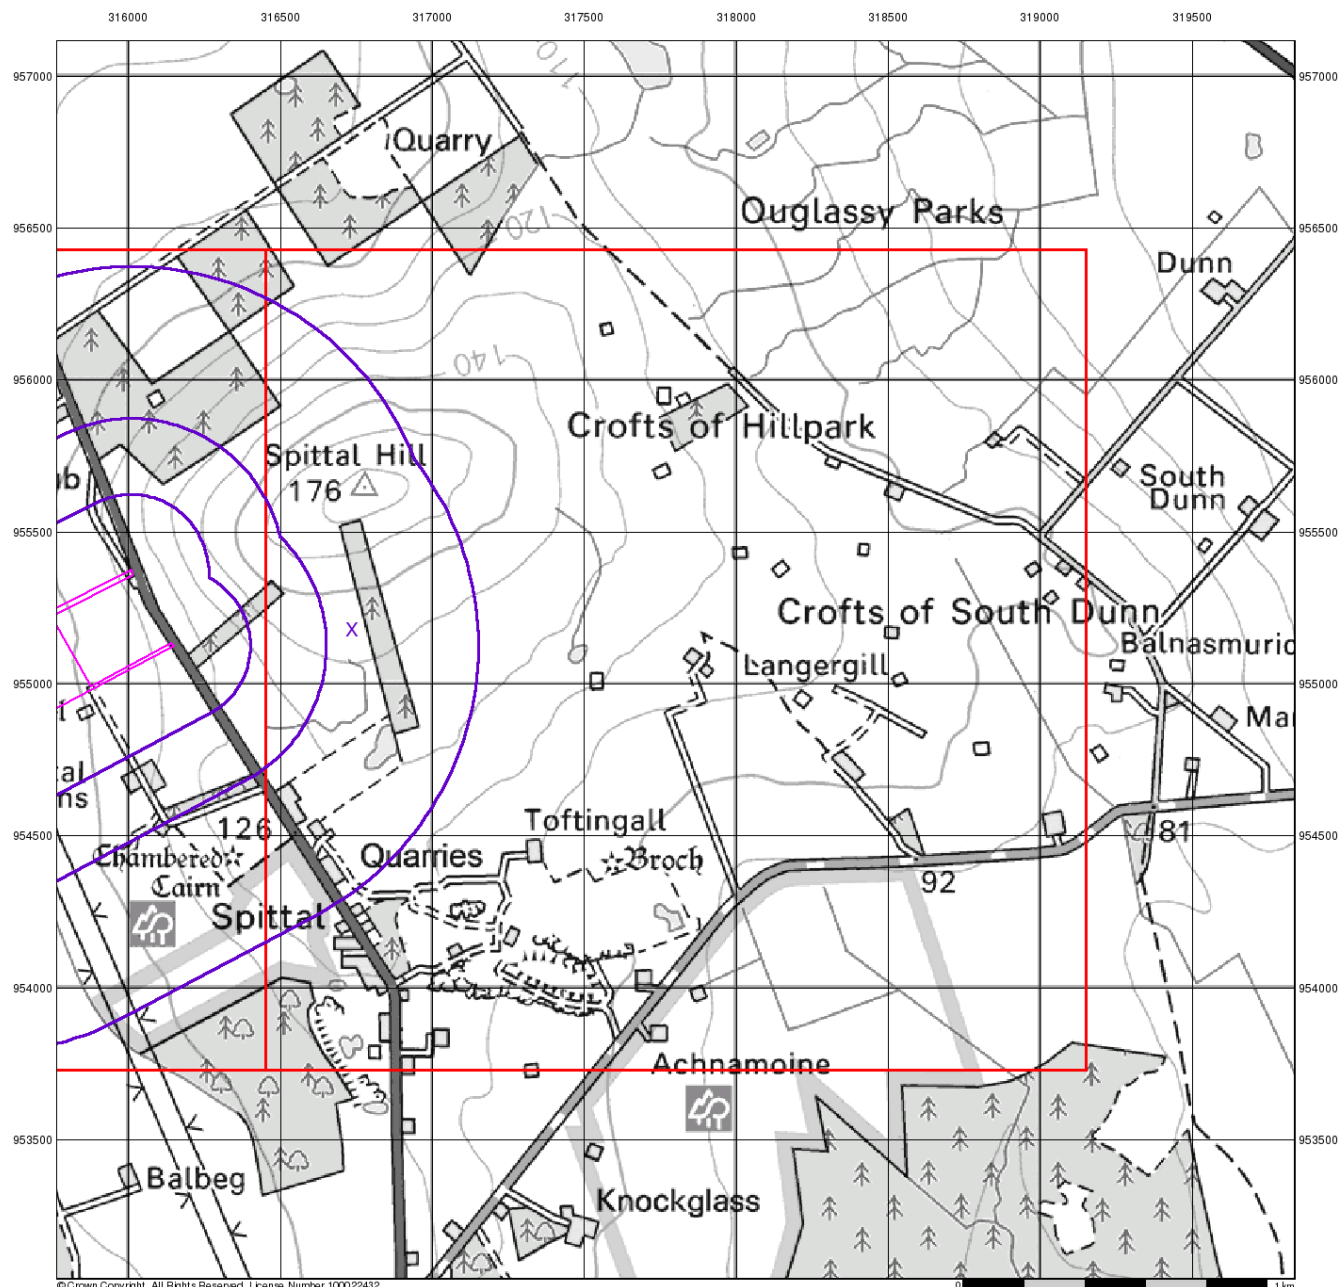 316000 316500 317000 317500 318000 318500 319000 319500
957000 957000
110
Quarry
120
Ouglassy Parks
956500 956500
Dunn
140
956000 956000
Crofts of Hillpark
Spittal Hill
176
South
Dunn
955500 955500
X
Crofts of South Dunn
Balnasmuric
Langergill
955000 955000
Mai
al
ns
126
Toftingall
81
954500 954500
Chambered
Cairn
Quarries
Broch
92
Spittal
954000 954000
Achnamoine
953500 953500
Balbeg
Knockglass
© Crown Copyright. All Rights Reserved. License Number 100022432
0 1 km